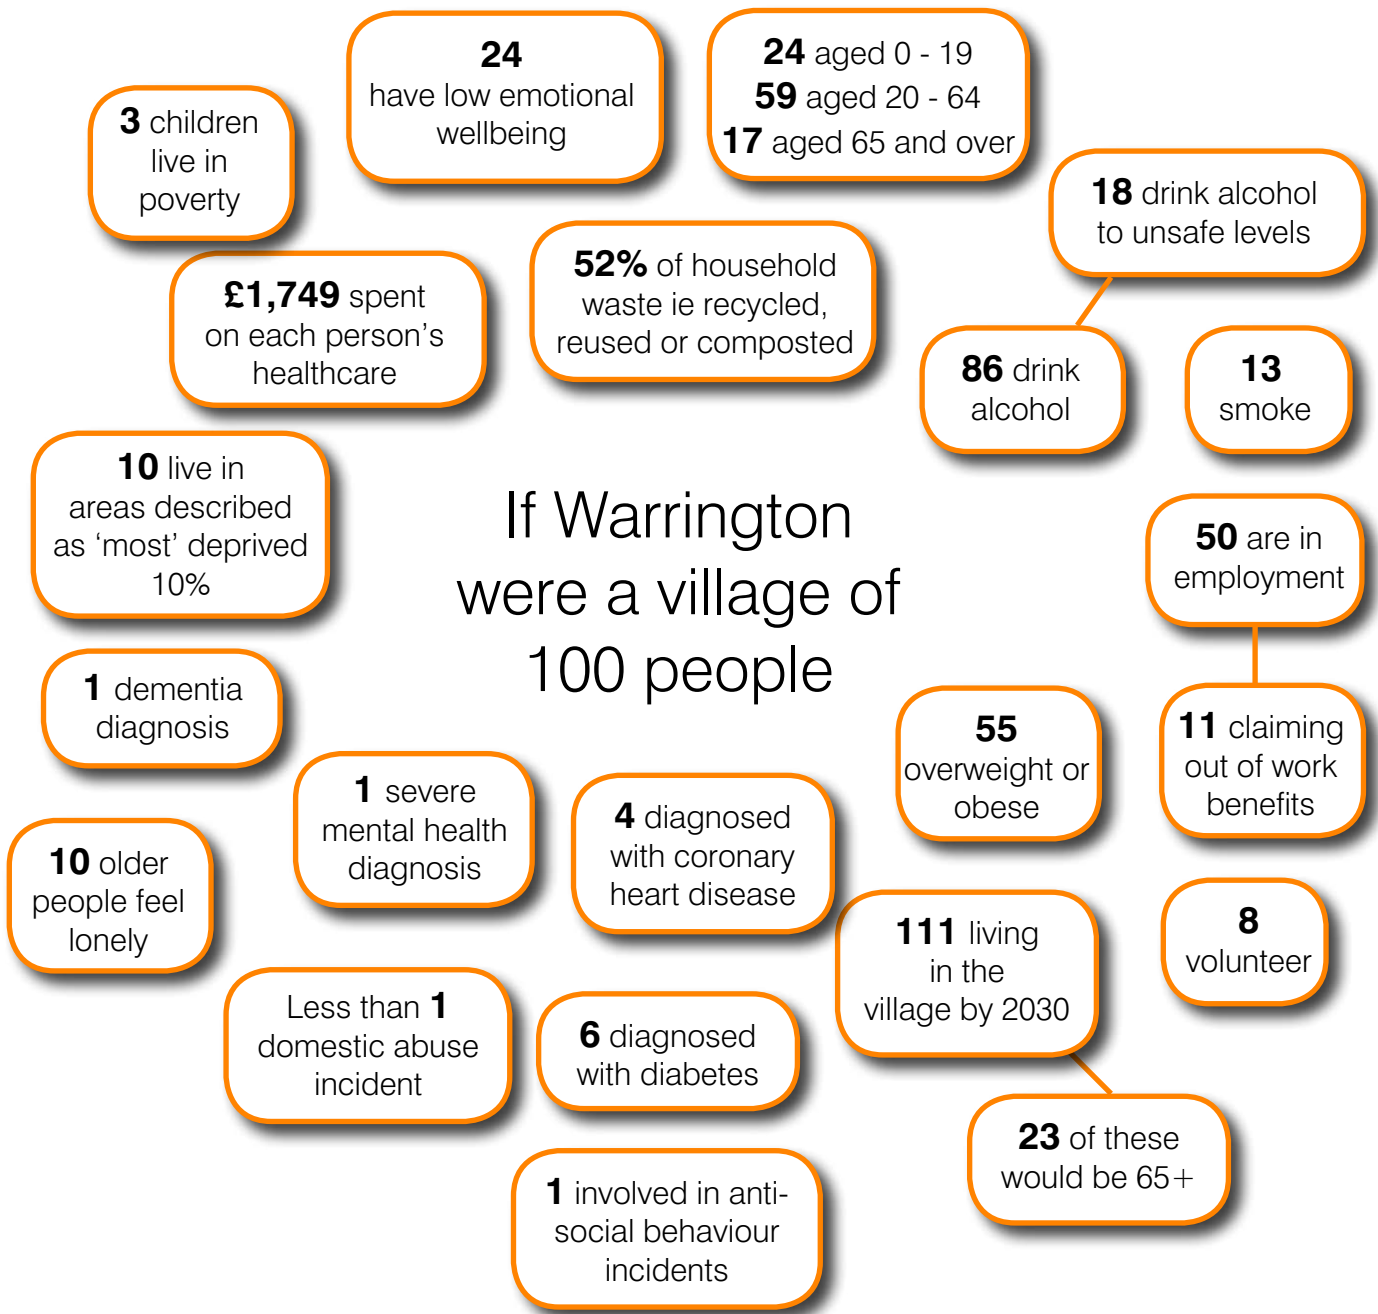 24
have low emotional
wellbeing
24 aged 0 - 19
59 aged 20 - 64
17 aged 65 and over
3 children
live in
poverty
18 drink alcohol
to unsafe levels
£1,749 spent
on each person’s
healthcare
52% of household
waste ie recycled,
reused or composted
86 drink
alcohol
13
smoke
10 live in
areas described
as ‘most’ deprived
10%
If Warrington
were a village of
100 people
50 are in
employment
1 dementia
diagnosis
55
overweight or
obese
11 claiming
out of work
benefits
1 severe
mental health
diagnosis
4 diagnosed
with coronary
heart disease
10 older
people feel
lonely
111 living
in the
village by 2030
8
volunteer
Less than 1
domestic abuse
incident
6 diagnosed
with diabetes
23 of these
would be 65+
1 involved in anti-
social behaviour
incidents